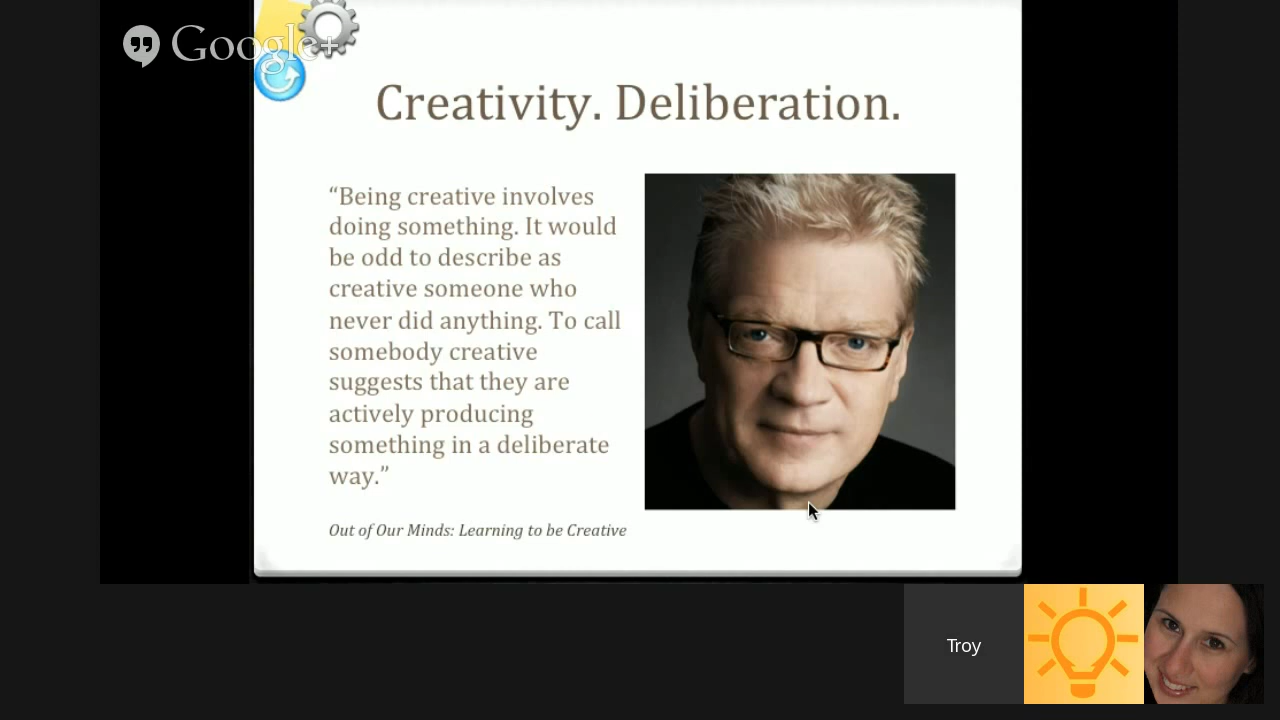 Google+
Creativity. Deliberation.
“Being creative involves
doing something. It would
be odd to describe as
creative someone who
never did anything. To call
somebody creative
suggests that they are
actively producing
something in a deliberate
way.”
Out of Our Minds: Learning to be Creative
Troy